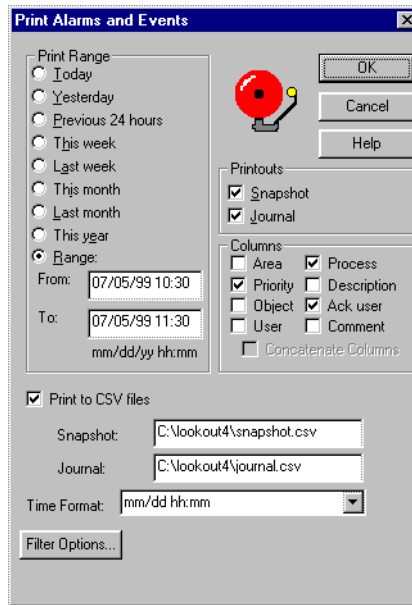 Print Alarms and Events
Print Range
Today
Yesterday
Previous 24 hours
This week
Last week
This month
Last month
This year
Range:
From: 07/05/99 10:30
To: 07/05/99 11:30
mm/dd/yy hh:mm
OK
Cancel
Help
Printouts
Snapshot
Journal
Columns
Area Process
Priority Description
Object Ack user
User Comment
Concatenate Columns
Print to CSV files
Snapshot: C:\lookout4\snapshot.csv
Journal: C:\lookout4\journal.csv
Time Format: mm/dd hh:mm
Filter Options...